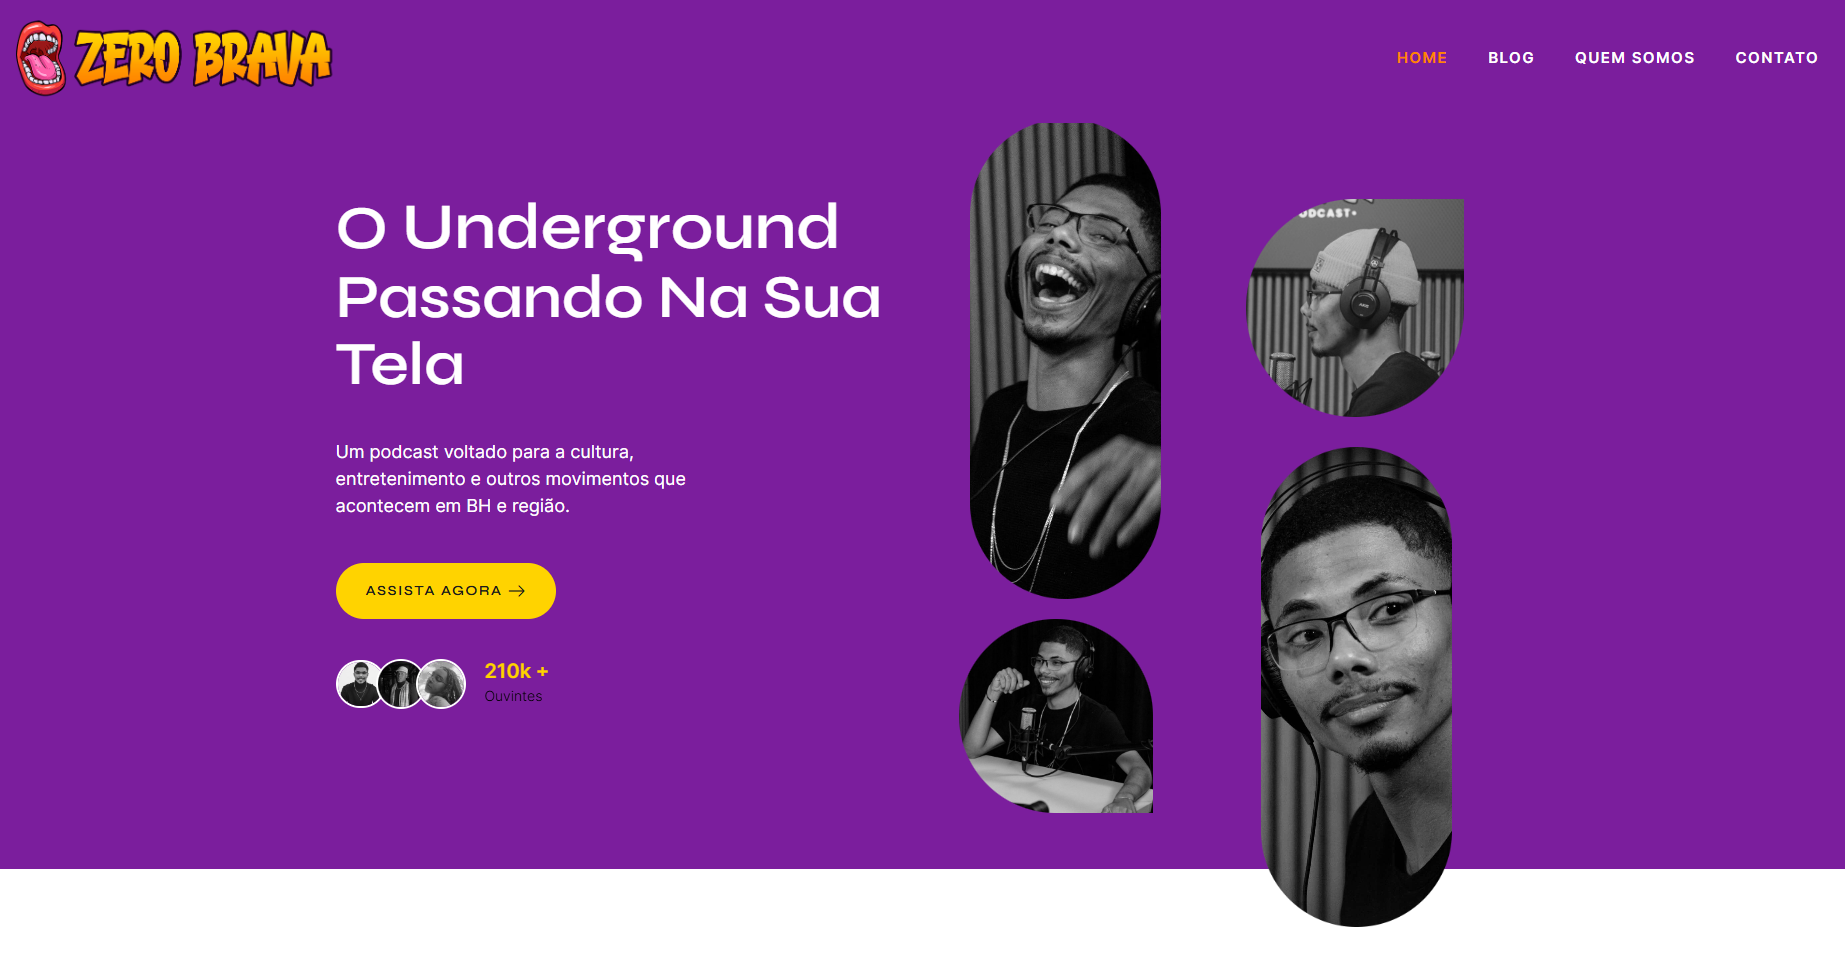 ZERO BRAVA
HOME
BLOG
QUEM SOMOS
CONTATO
O Underground
Passando Na Sua
Tela
Um podcast voltado para a cultura,
entretenimento e outros movimentos que
acontecem em BH e região.
ASSISTA AGORA →
210k +
Ouvintes